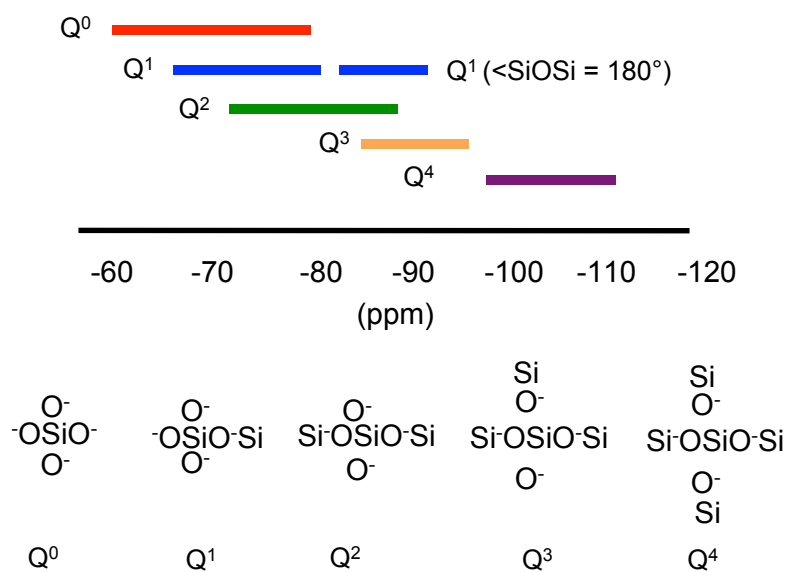 Q⁰
Q¹ Q¹ (<SiOSi = 180°)
Q²
Q³
Q⁴
-60 -70 -80 -90 -100 -110 -120
(ppm)
Si Si
O⁻ O⁻ O⁻ O⁻ O⁻
⁻OSiO⁻ ⁻OSiO⁻Si Si⁻OSiO⁻Si Si⁻OSiO⁻Si Si⁻OSiO⁻Si
O⁻ O⁻ O⁻ O⁻ O⁻
Si
Q⁰ Q¹ Q² Q³ Q⁴